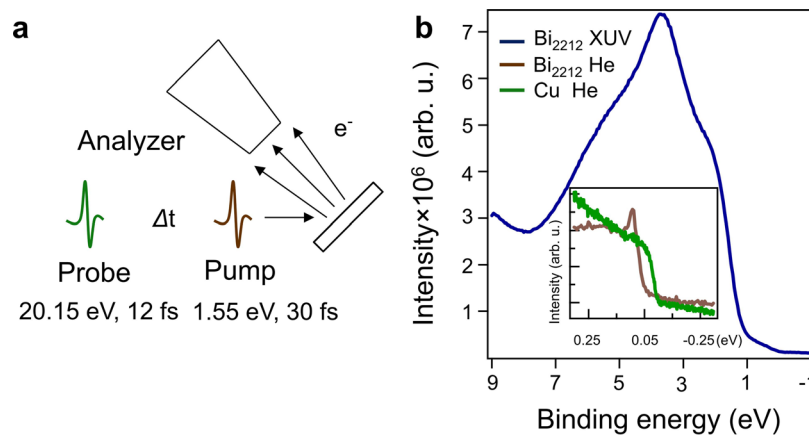 a
Analyzer
e-
Δt
Probe
Pump
20.15 eV, 12 fs
1.55 eV, 30 fs
b
Bi2212 XUV
Bi2212 He
Cu He
Intensity×10^6 (arb. u.)
7
6
5
4
3
2
1
Intensity (arb. u.)
0.25 0.05 -0.25(eV)
9 7 5 3 1 -1
Binding energy (eV)